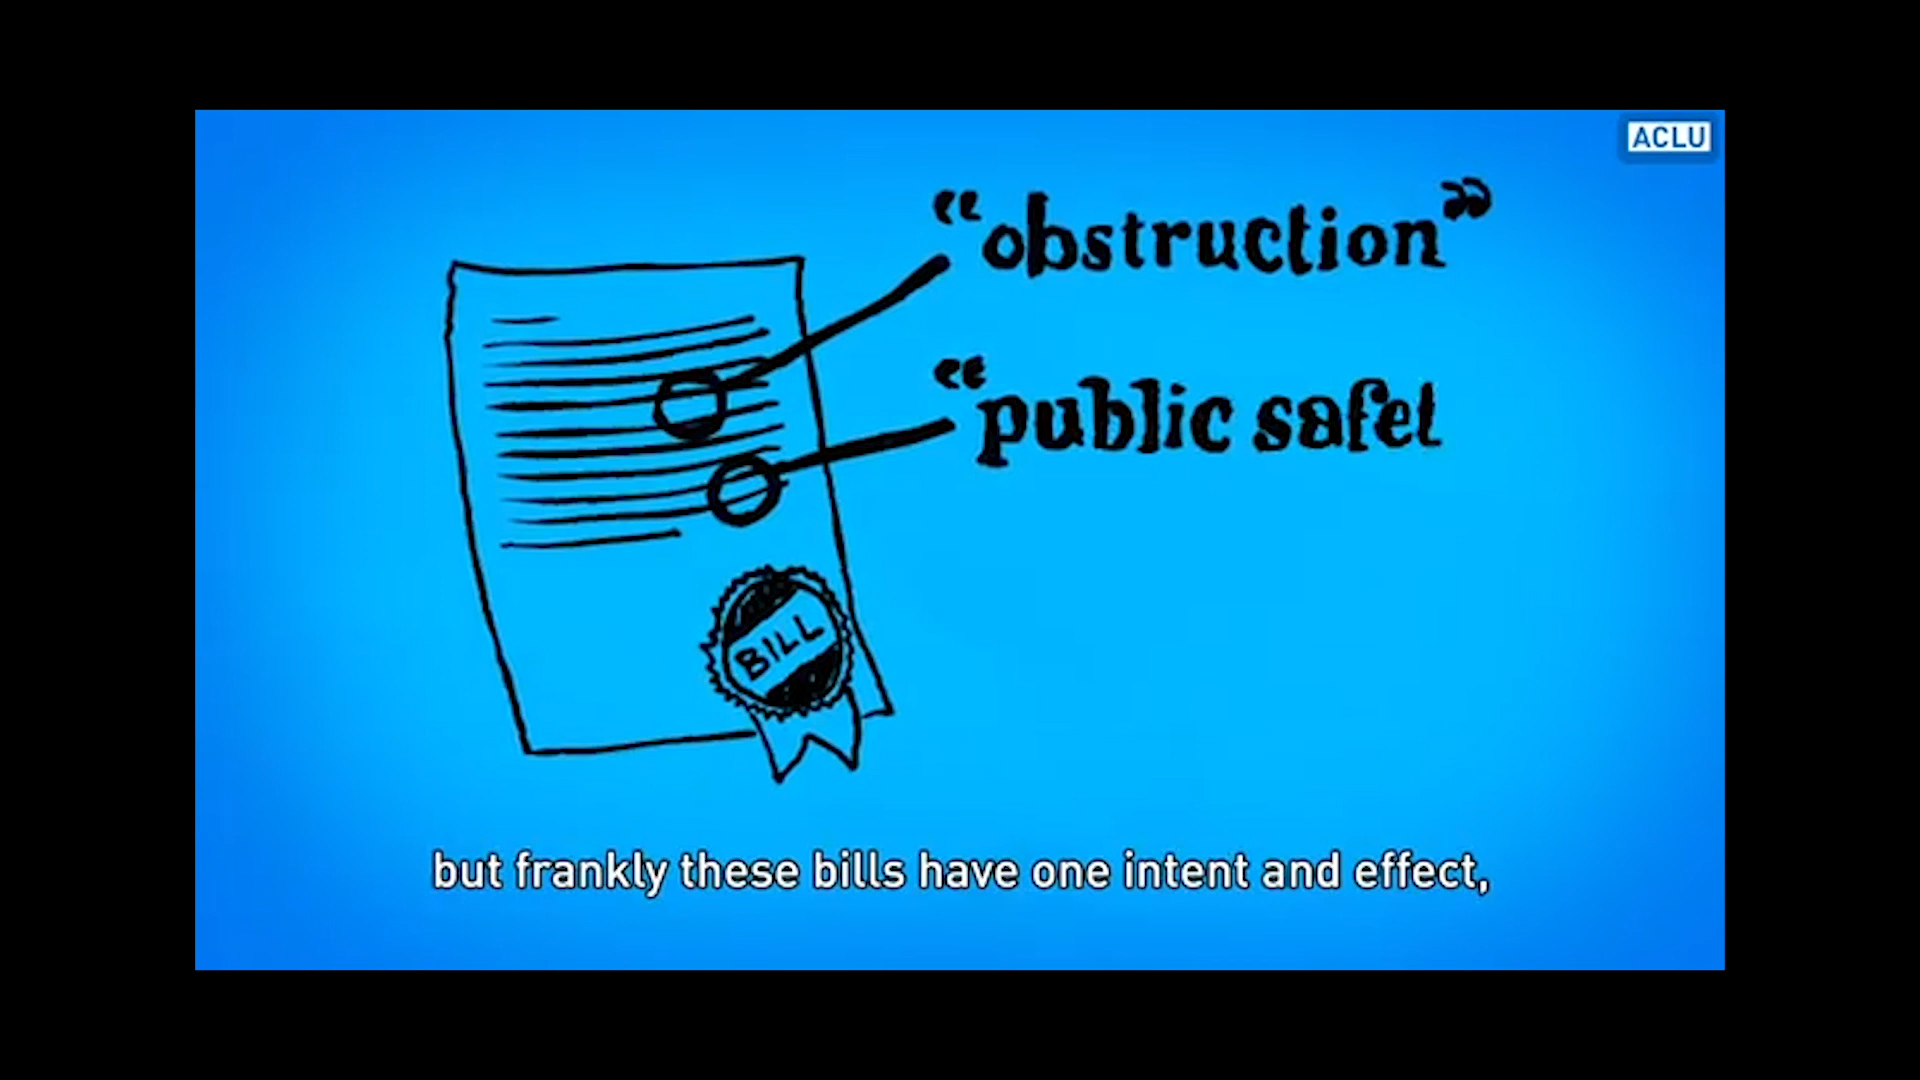 ACLU
“obstruction”
“public safet
BILL
but frankly these bills have one intent and effect,